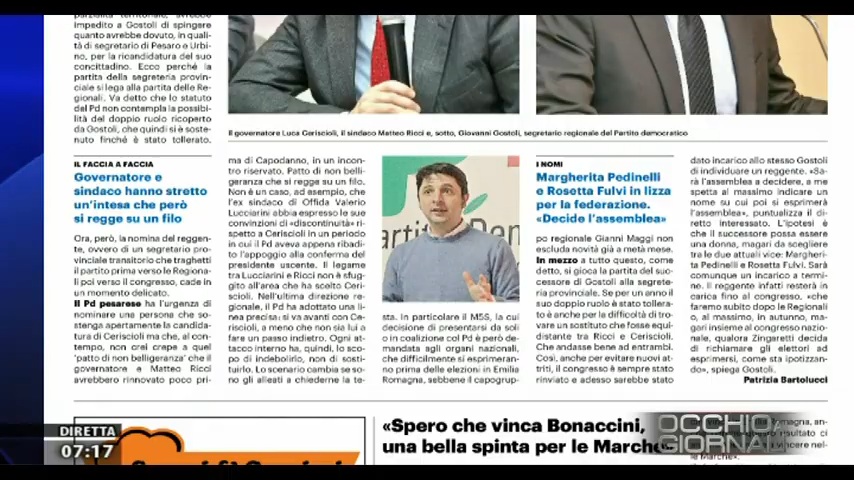 parzialità territoriale, avrebbe
impedito a Gostoli di spingere
quanto avrebbe dovuto, in quali-
tà di segretario di Pesaro e Urbi-
no, per la ricandidatura del suo
concittadino. Ecco perché la
partita della segreteria provin-
ciale si lega alla partita delle Re-
gionali. Va detto che lo statuto
del Pd non contempla la possibi-
lità del doppio ruolo ricoperto
da Gostoli, che quindi si è soste-
nuto finché è stato tollerato.
Il governatore Luca Ceriscioli, il sindaco Matteo Ricci e, sotto, Giovanni Gostoli, segretario regionale del Partito democratico
IL FACCIA A FACCIA
Governatore e
sindaco hanno stretto
un'intesa che però
si regge su un filo
Ora, però, la nomina del reggen-
te, ovvero di un segretario pro-
vinciale transitorio che traghetti
il partito prima verso le Regiona-
li poi verso il congresso, cade in
un momento delicato.
Il Pd pesarese ha l'urgenza di
nominare una persona che so-
stenga apertamente la candida-
tura di Ceriscioli ma che, al con-
tempo, non crei crepe a quel
'patto di non belligeranza' che il
governatore e Matteo Ricci
avrebbero rinnovato poco pri-
ma di Capodanno, in un incon-
tro riservato. Patto di non belli-
geranza che si regge su un filo.
Non è un caso, ad esempio, che
l'ex sindaco di Offida Valerio
Lucciarini abbia espresso le sue
convinzioni di «discontinuità» ri-
spetto a Ceriscioli in un periodo
in cui il Pd aveva appena ribadi-
to l'appoggio alla conferma del
presidente uscente. Il legame
tra Lucciarini e Ricci non è sfug-
gito all'area che ha scelto Ceri-
scioli. Nell'ultima direzione re-
gionale, il Pd ha adottato una li-
nea precisa: si va avanti con Ce-
riscioli, a meno che non sia lui a
fare un passo indietro. Ogni at-
tacco interno ha, quindi, lo sco-
po di indebolirlo, non di sosti-
tuirlo. Lo scenario cambia se so-
no gli alleati a chiederne la te-
sta. In particolare il M5S, la cui
decisione di presentarsi da soli
o in coalizione col Pd è però de-
mandata agli organi nazionali,
che difficilmente si esprimeran-
no prima delle elezioni in Emilia
Romagna, sebbene il capogrup-
I NOMI
Margherita Pedinelli
e Rosetta Fulvi in lizza
per la federazione.
«Decide l'assemblea»
po regionale Gianni Maggi non
escluda novità già a metà mese.
In mezzo a tutto questo, come
detto, si gioca la partita del suc-
cessore di Gostoli alla segrete-
ria provinciale. Se per un anno il
suo doppio ruolo è stato tollera-
to è anche per la difficoltà di tro-
vare un sostituto che fosse equi-
distante tra Ricci e Ceriscioli.
Che andasse bene ad entrambi.
Così, anche per evitare nuovi at-
triti, il congresso è sempre stato
rinviato e adesso sarebbe stato
dato incarico allo stesso Gostoli
di individuare un reggente. «Sa-
rà l'assemblea a decidere, a me
spetta al massimo indicare un
nome su cui poi si esprimerà
l'assemblea», puntualizza il di-
retto interessato. L'ipotesi è
che il successore possa essere
una donna, magari da scegliere
tra le due attuali vice: Margheri-
ta Pedinelli e Rosetta Fulvi. Sarà
comunque un incarico a termi-
ne. Il reggente infatti resterà in
carica fino al congresso, «che
faremo subito dopo le Regionali
o, al massimo, in autunno, ma-
gari insieme al congresso nazio-
nale, qualora Zingaretti decida
di richiamare gli elettori ad
esprimersi, come sta ipotizzan-
do», spiega Gostoli.
Patrizia Bartolucci
«Spero che vinca Bonaccini,
una bella spinta per le Marche»
DIRETTA
07:17
OCCHIO
GIORNALI